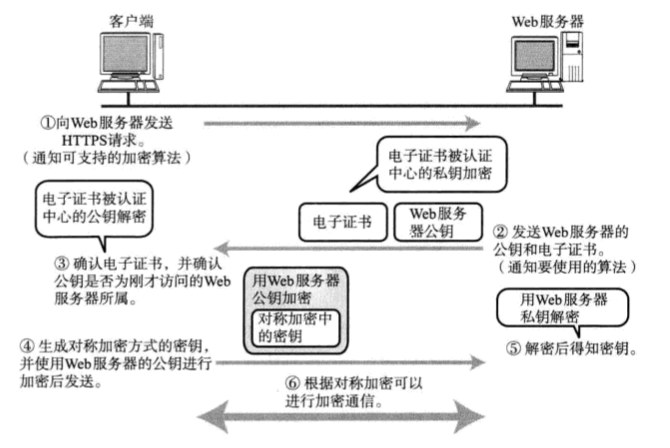 客户端
Web服务器
①向Web服务器发送
HTTPS请求。
（通知可支持的加密算法）
电子证书被认证
中心的私钥加密
电子证书被认证
中心的公钥解密
电子证书
Web服务
器公钥
② 发送Web服务器的
公钥和电子证书。
（通知要使用的算法）
③ 确认电子证书，并确认
公钥是否为刚才访问的Web
服务器所属。
用Web服务器
公钥加密
对称加密中
的密钥
用Web服务器
私钥解密
④ 生成对称加密方式的密钥，
并使用Web服务器的公钥进行
加密后发送。
⑤ 解密后得知密钥。
⑥ 根据对称加密可以
进行加密通信。